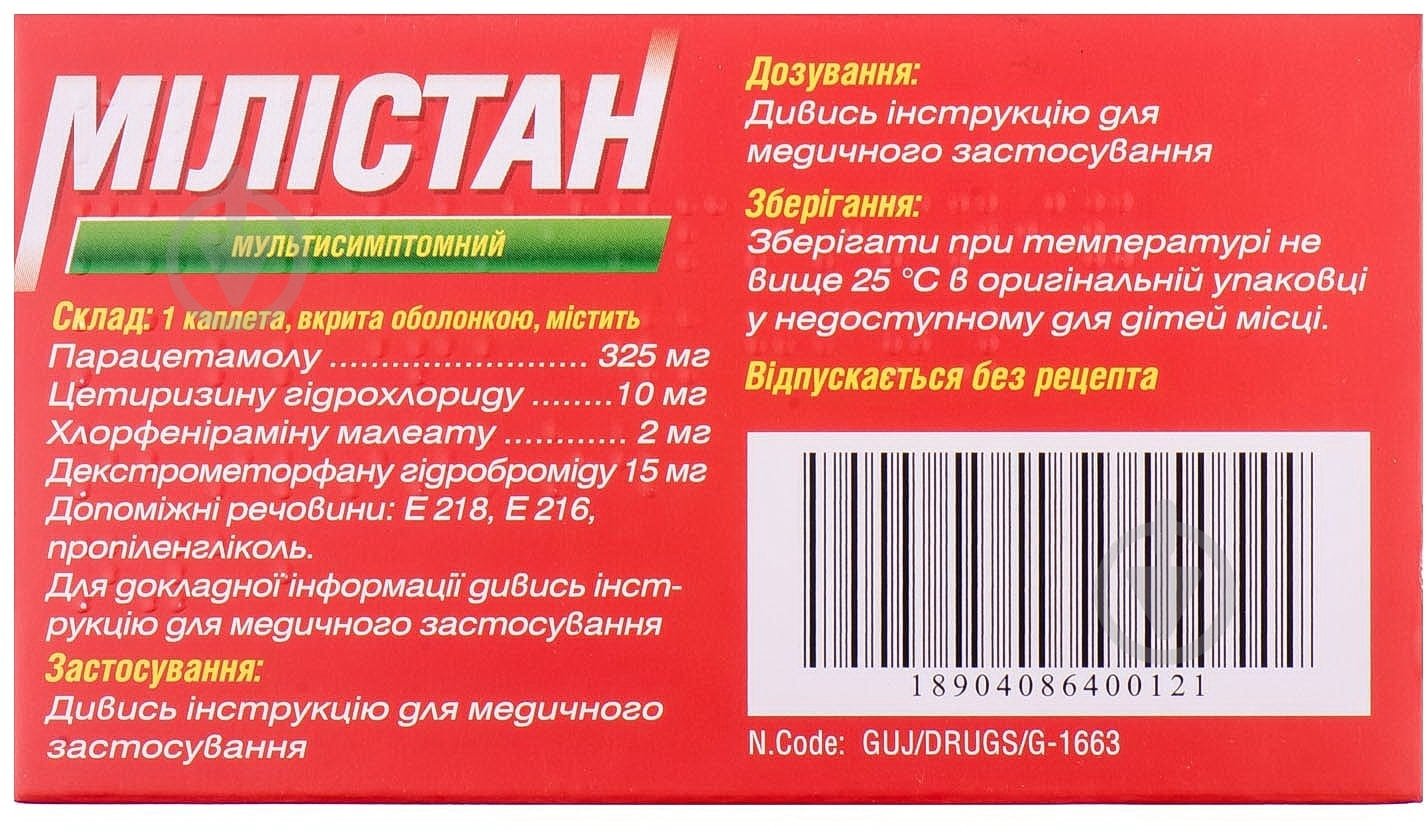 МІЛІСТАН
МУЛЬТИСИМПТОМНИЙ
Склад: 1 каплета, вкрита оболонкою, містить
Парацетамолу .......................... 325 мг
Цетиризину гідрохлориду ........10 мг
Хлорфеніраміну малеату ............ 2 мг
Декстрометорфану гідроброміду 15 мг
Допоміжні речовини: Е 218, Е 216,
пропіленгліколь.
Для докладної інформації дивись інст-
рукцію для медичного застосування
Застосування:
Дивись інструкцію для медичного
застосування
Дозування:
Дивись інструкцію для
медичного застосування
Зберігання:
Зберігати при температурі не
вище 25 °С в оригінальній упаковці
у недоступному для дітей місці.
Відпускається без рецепта
18904086400121
N.Code: GUJ/DRUGS/G-1663